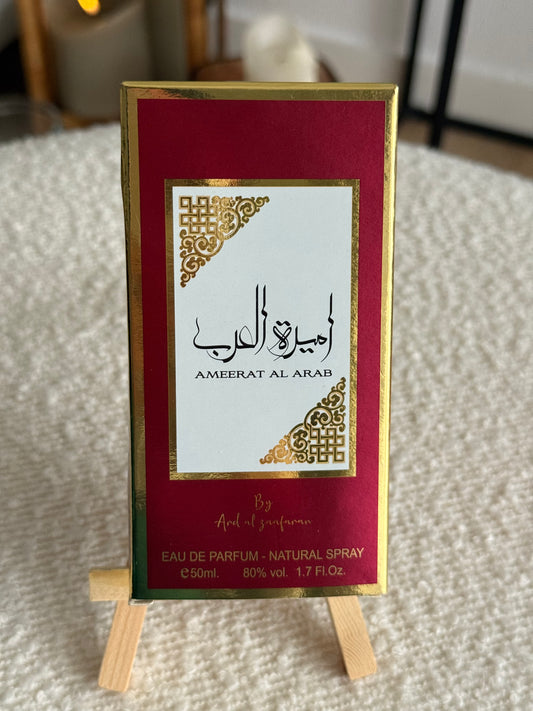 اميرة العرب
AMEERAT AL ARAB
By
Ard al zaafaran
EAU DE PARFUM - NATURAL SPRAY
℮50ml. 80% vol. 1.7 Fl.Oz.